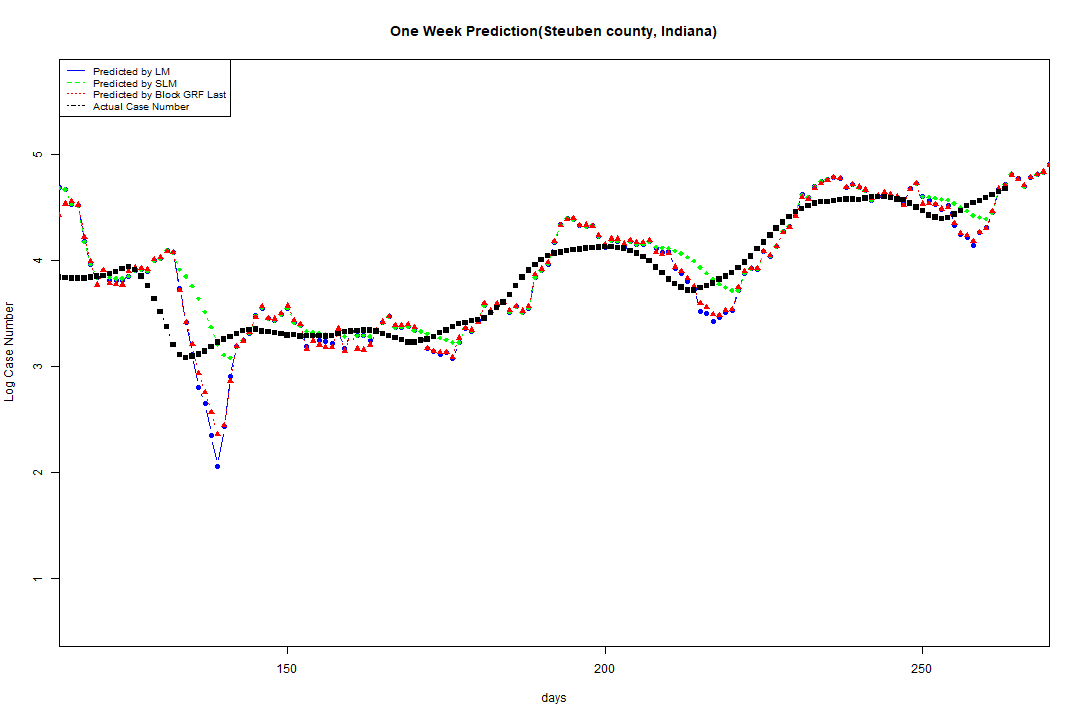 One Week Prediction(Steuben county, Indiana)
Predicted by LM
Predicted by SLM
Predicted by Block GRF Last
Actual Case Number
5
4
3
2
1
Log Case Number
150
200
250
days